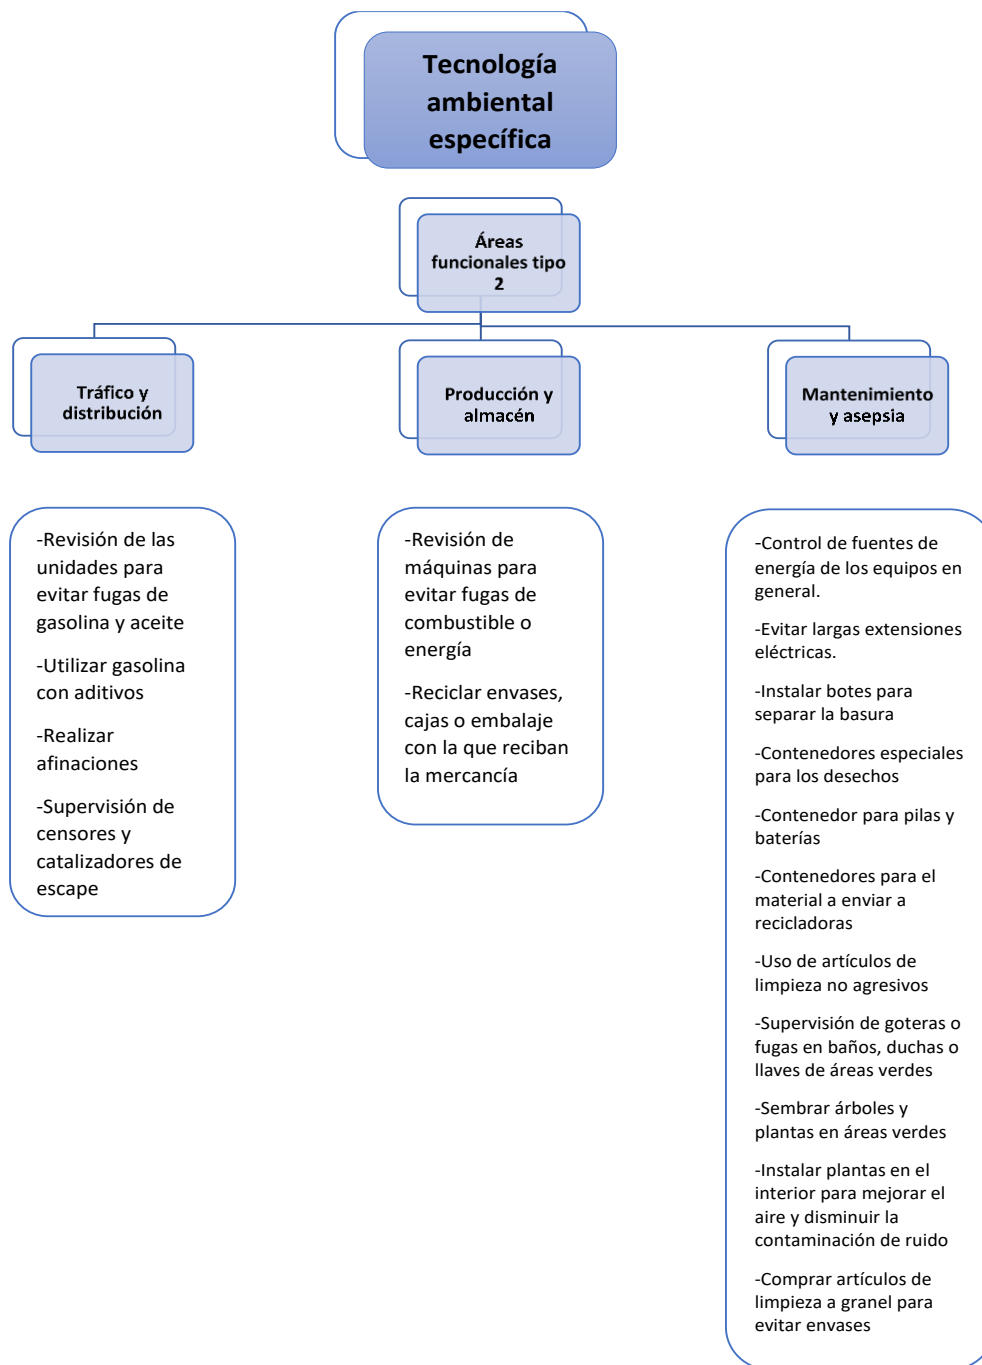 Tecnología
ambiental
específica
Áreas
funcionales tipo
2
Tráfico y
distribución
Producción y
almacén
Mantenimiento
y asepsia
-Revisión de las
unidades para
evitar fugas de
gasolina y aceite
-Utilizar gasolina
con aditivos
-Realizar
afinaciones
-Supervisión de
censores y
catalizadores de
escape
-Revisión de
máquinas para
evitar fugas de
combustible o
energía
-Reciclar envases,
cajas o embalaje
con la que reciban
la mercancía
-Control de fuentes de
energía de los equipos en
general.
-Evitar largas extensiones
eléctricas.
-Instalar botes para
separar la basura
-Contenedores especiales
para los desechos
-Contenedor para pilas y
baterías
-Contenedores para el
material a enviar a
recicladoras
-Uso de artículos de
limpieza no agresivos
-Supervisión de goteras o
fugas en baños, duchas o
llaves de áreas verdes
-Sembrar árboles y
plantas en áreas verdes
-Instalar plantas en el
interior para mejorar el
aire y disminuir la
contaminación de ruido
-Comprar artículos de
limpieza a granel para
evitar envases